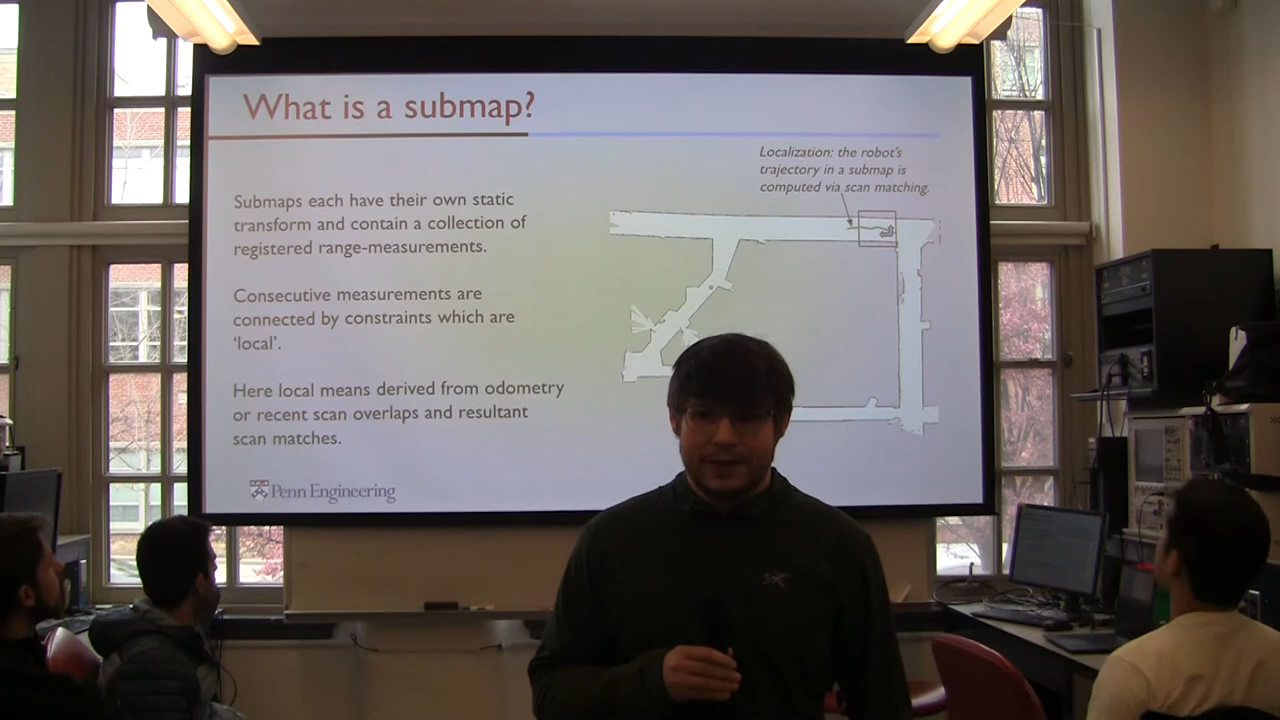 What is a submap?
Localization: the robot's
trajectory in a submap is
computed via scan matching.
Submaps each have their own static
transform and contain a collection of
registered range-measurements.
Consecutive measurements are
connected by constraints which are
'local'.
Here local means derived from odometry
or recent scan overlaps and resultant
scan matches.
Penn Engineering